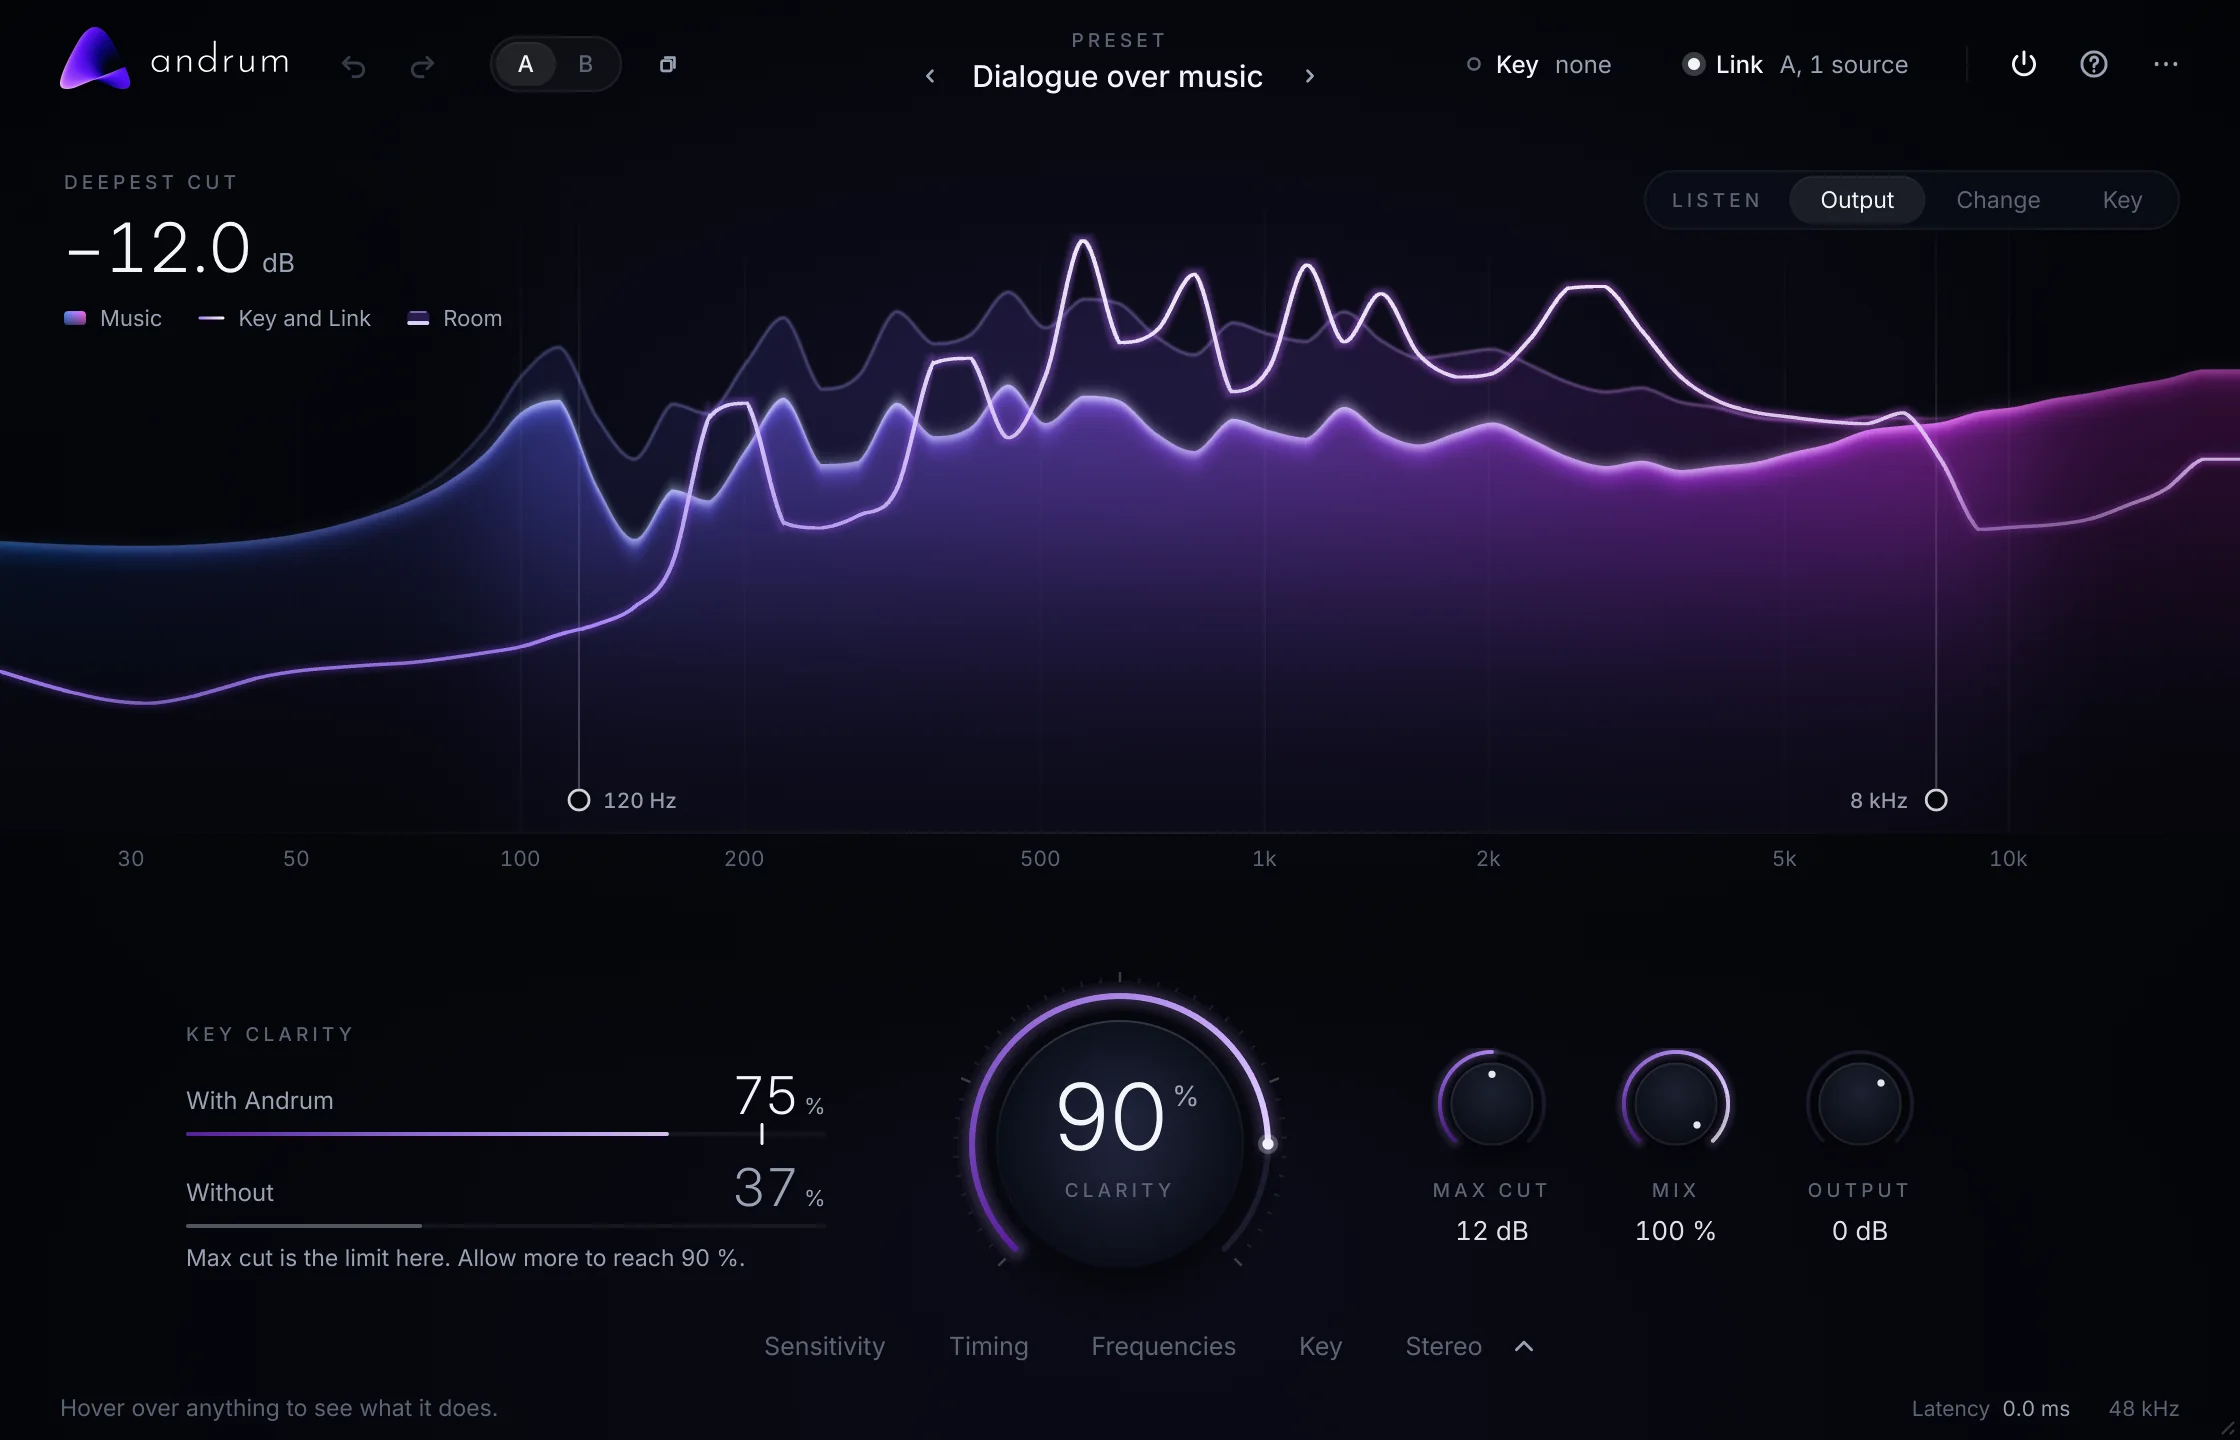 andrum
A B
PRESET
Dialogue over music
Key none
Link A, 1 source
DEEPEST CUT
−12.0 dB
Music Key and Link Room
LISTEN Output Change Key
120 Hz
8 kHz
30 50 100 200 500 1k 2k 5k 10k
KEY CLARITY
With Andrum 75 %
Without 37 %
Max cut is the limit here. Allow more to reach 90 %.
90 %
CLARITY
MAX CUT
12 dB
MIX
100 %
OUTPUT
0 dB
Sensitivity Timing Frequencies Key Stereo
Hover over anything to see what it does.
Latency 0.0 ms 48 kHz